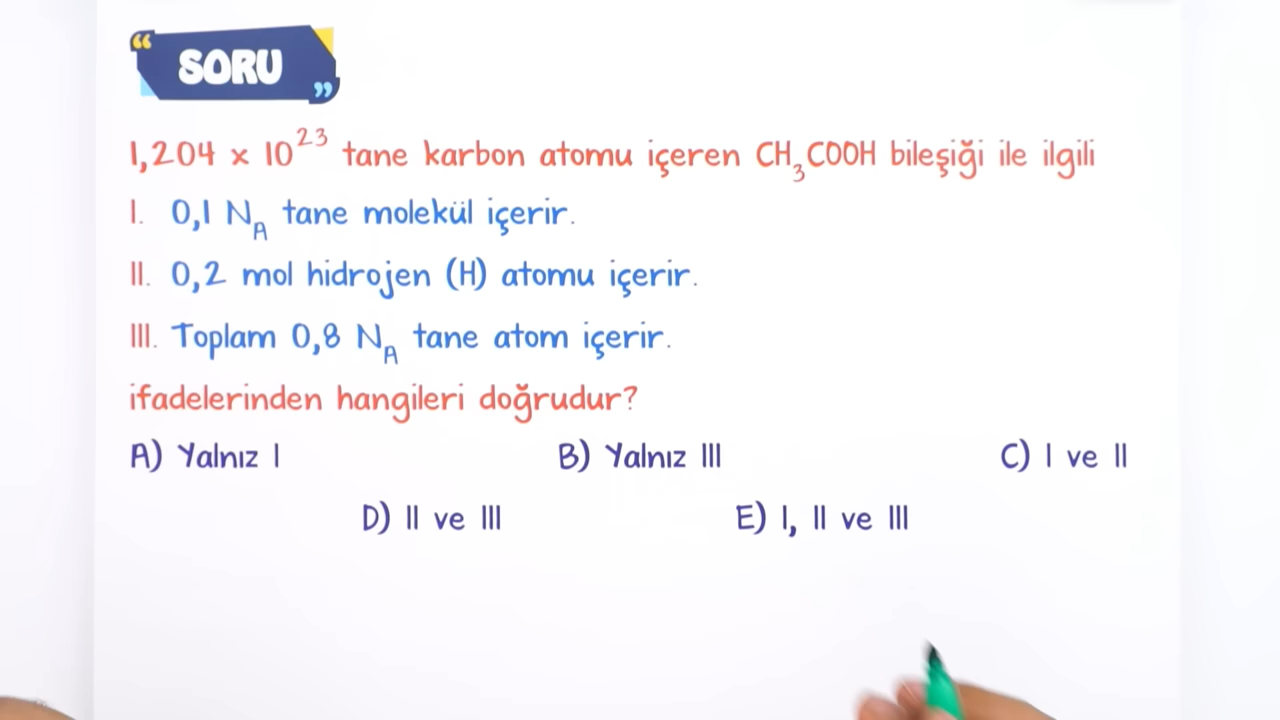 “ SORU ”
1,204 x 10²³ tane karbon atomu içeren CH₃COOH bileşiği ile ilgili
I. 0,1 N_A tane molekül içerir.
II. 0,2 mol hidrojen (H) atomu içerir.
III. Toplam 0,8 N_A tane atom içerir.
ifadelerinden hangileri doğrudur?
A) Yalnız I B) Yalnız III C) I ve II
D) II ve III E) I, II ve III